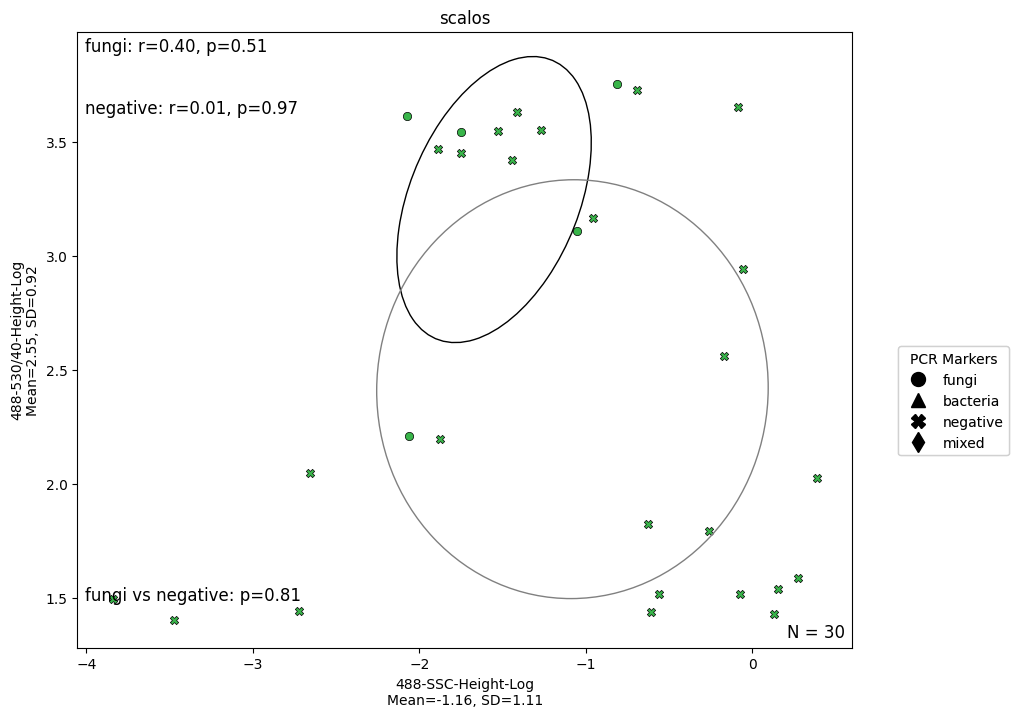 scalos
fungi: r=0.40, p=0.51
negative: r=0.01, p=0.97
fungi vs negative: p=0.81
N = 30
3.5
3.0
2.5
2.0
1.5
488-530/40-Height-Log
Mean=2.55, SD=0.92
−4
−3
−2
−1
0
488-SSC-Height-Log
Mean=-1.16, SD=1.11
PCR Markers
fungi
bacteria
negative
mixed